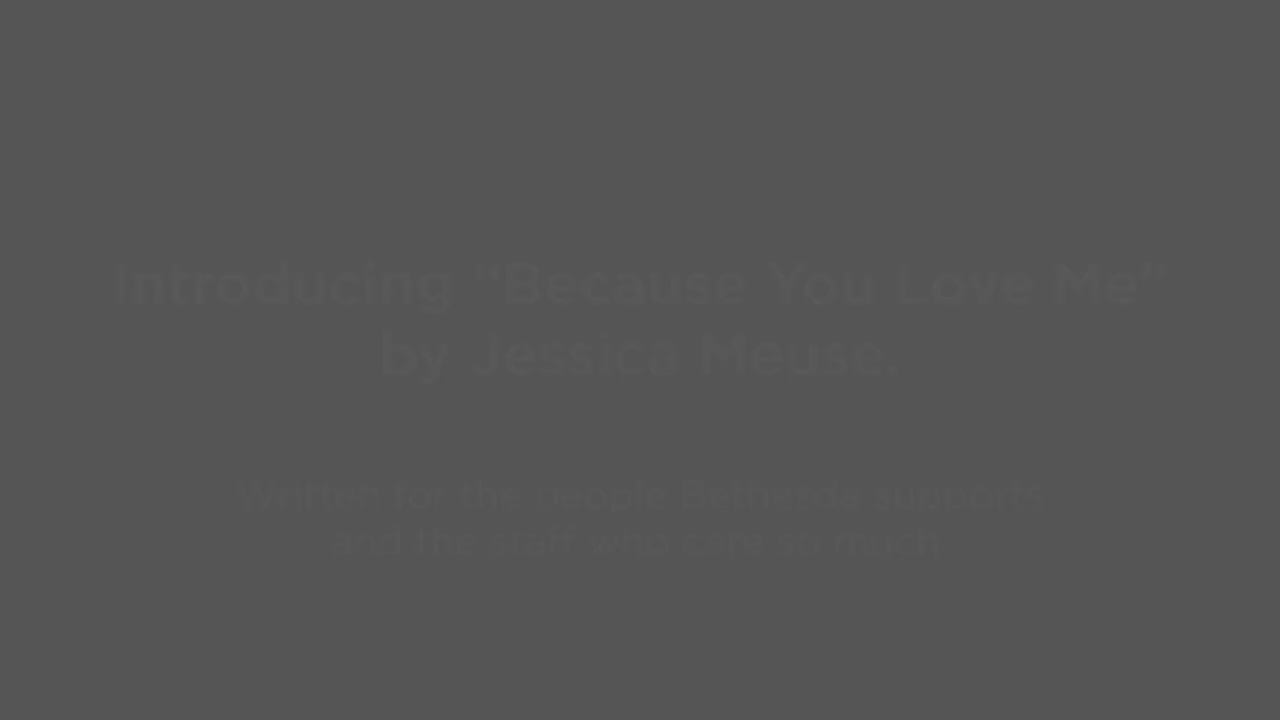 Introducing “Because You Love Me”
by Jessica Meuse.
Written for the people Bethesda supports
and the staff who care so much